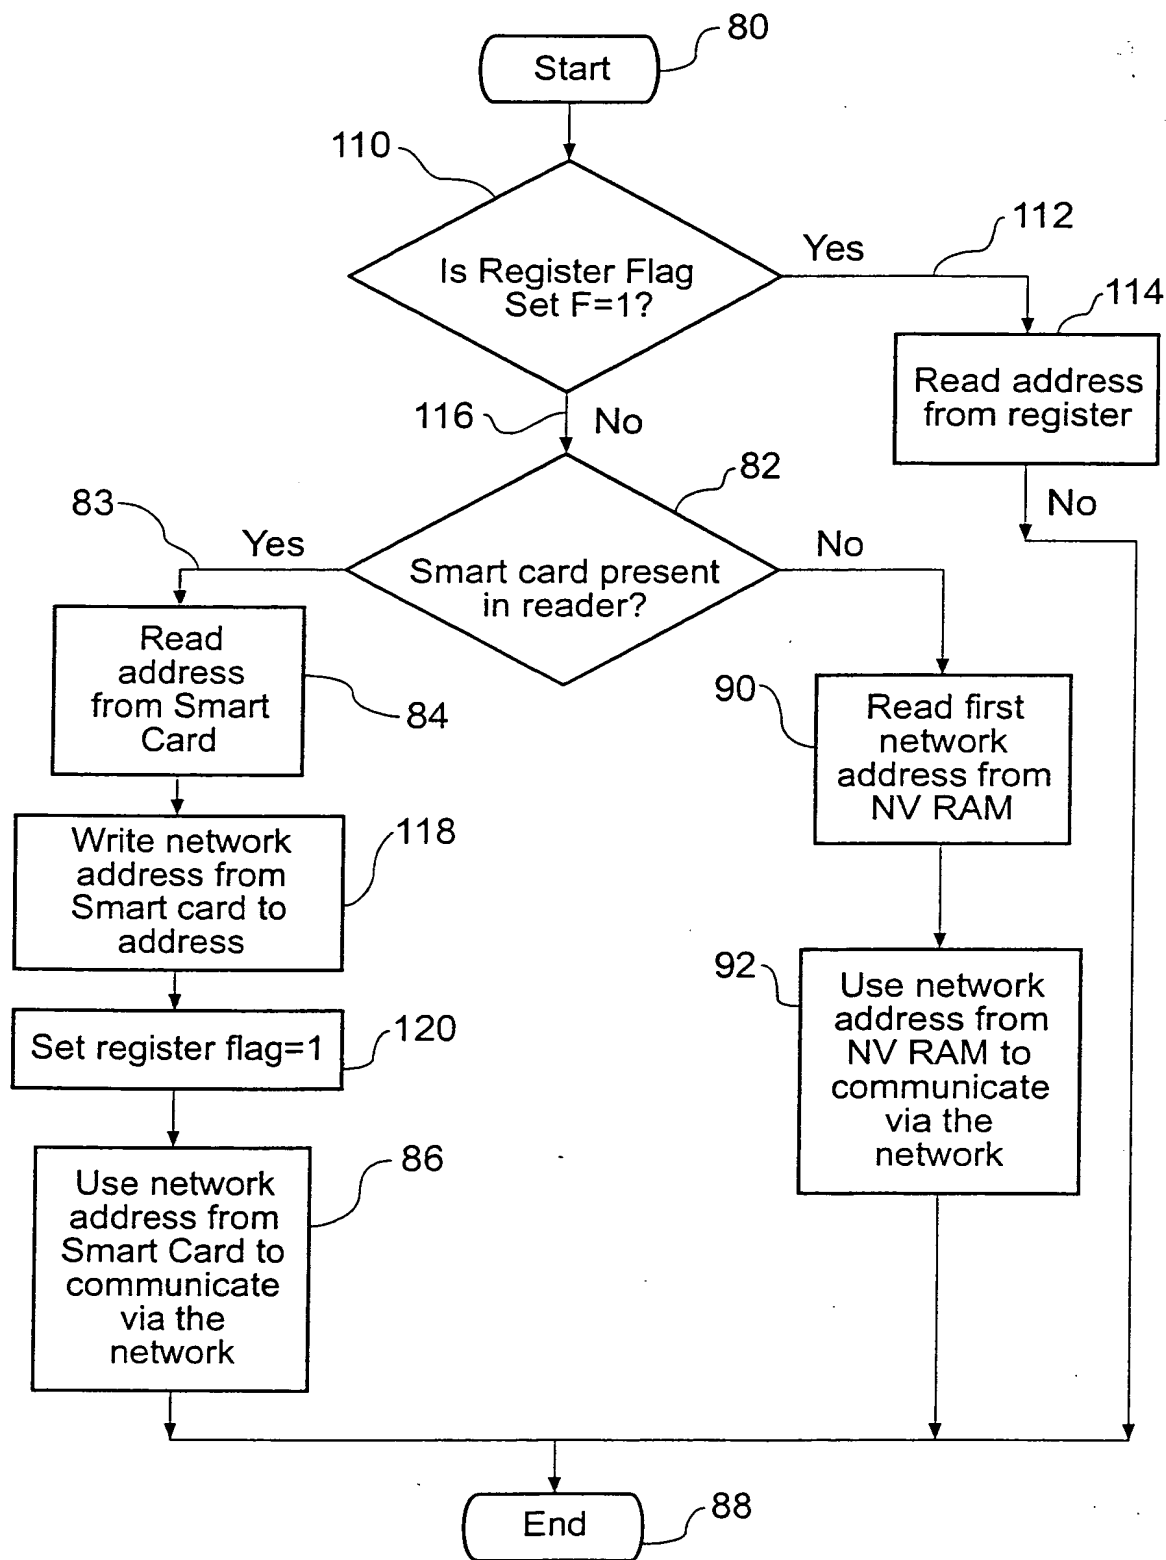 80
Start
110
Is Register Flag
Set F=1?
Yes
112
114
Read address
from register
No
116
No
82
83
Yes
No
Smart card present
in reader?
Read
address
from Smart
Card
84
90
Read first
network
address from
NV RAM
Write network
address from
Smart card to
address
118
Set register flag=1
120
92
Use network
address from
NV RAM to
communicate
via the
network
Use network
address from
Smart Card to
communicate
via the
network
86
End
88